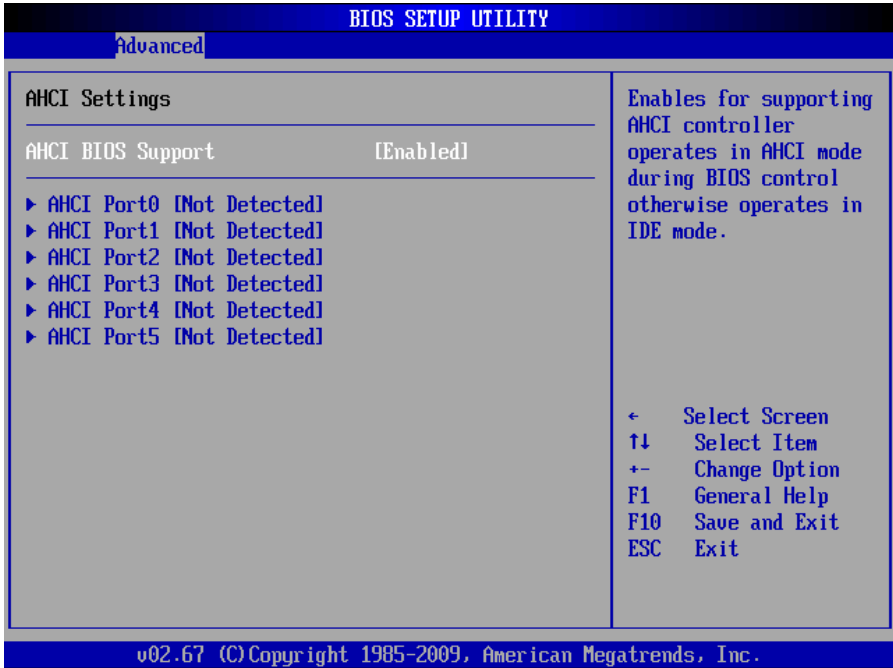 BIOS SETUP UTILITY
Advanced
AHCI Settings
AHCI BIOS Support [Enabled]
▶ AHCI Port0 [Not Detected]
▶ AHCI Port1 [Not Detected]
▶ AHCI Port2 [Not Detected]
▶ AHCI Port3 [Not Detected]
▶ AHCI Port4 [Not Detected]
▶ AHCI Port5 [Not Detected]
Enables for supporting
AHCI controller
operates in AHCI mode
during BIOS control
otherwise operates in
IDE mode.
← Select Screen
↑↓ Select Item
+- Change Option
F1 General Help
F10 Save and Exit
ESC Exit
v02.67 (C)Copyright 1985-2009, American Megatrends, Inc.